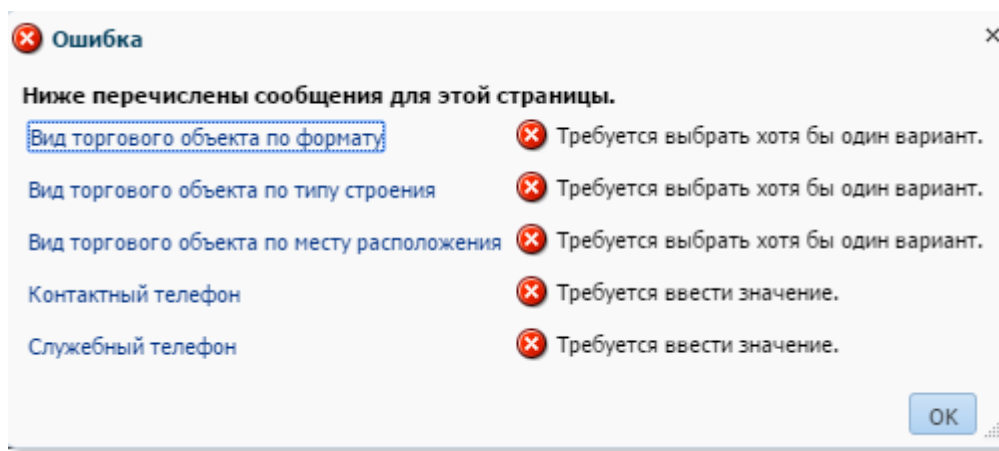 Ошибка
Ниже перечислены сообщения для этой страницы.
Вид торгового объекта по формату Требуется выбрать хотя бы один вариант.
Вид торгового объекта по типу строения Требуется выбрать хотя бы один вариант.
Вид торгового объекта по месту расположения Требуется выбрать хотя бы один вариант.
Контактный телефон Требуется ввести значение.
Служебный телефон Требуется ввести значение.
ОК